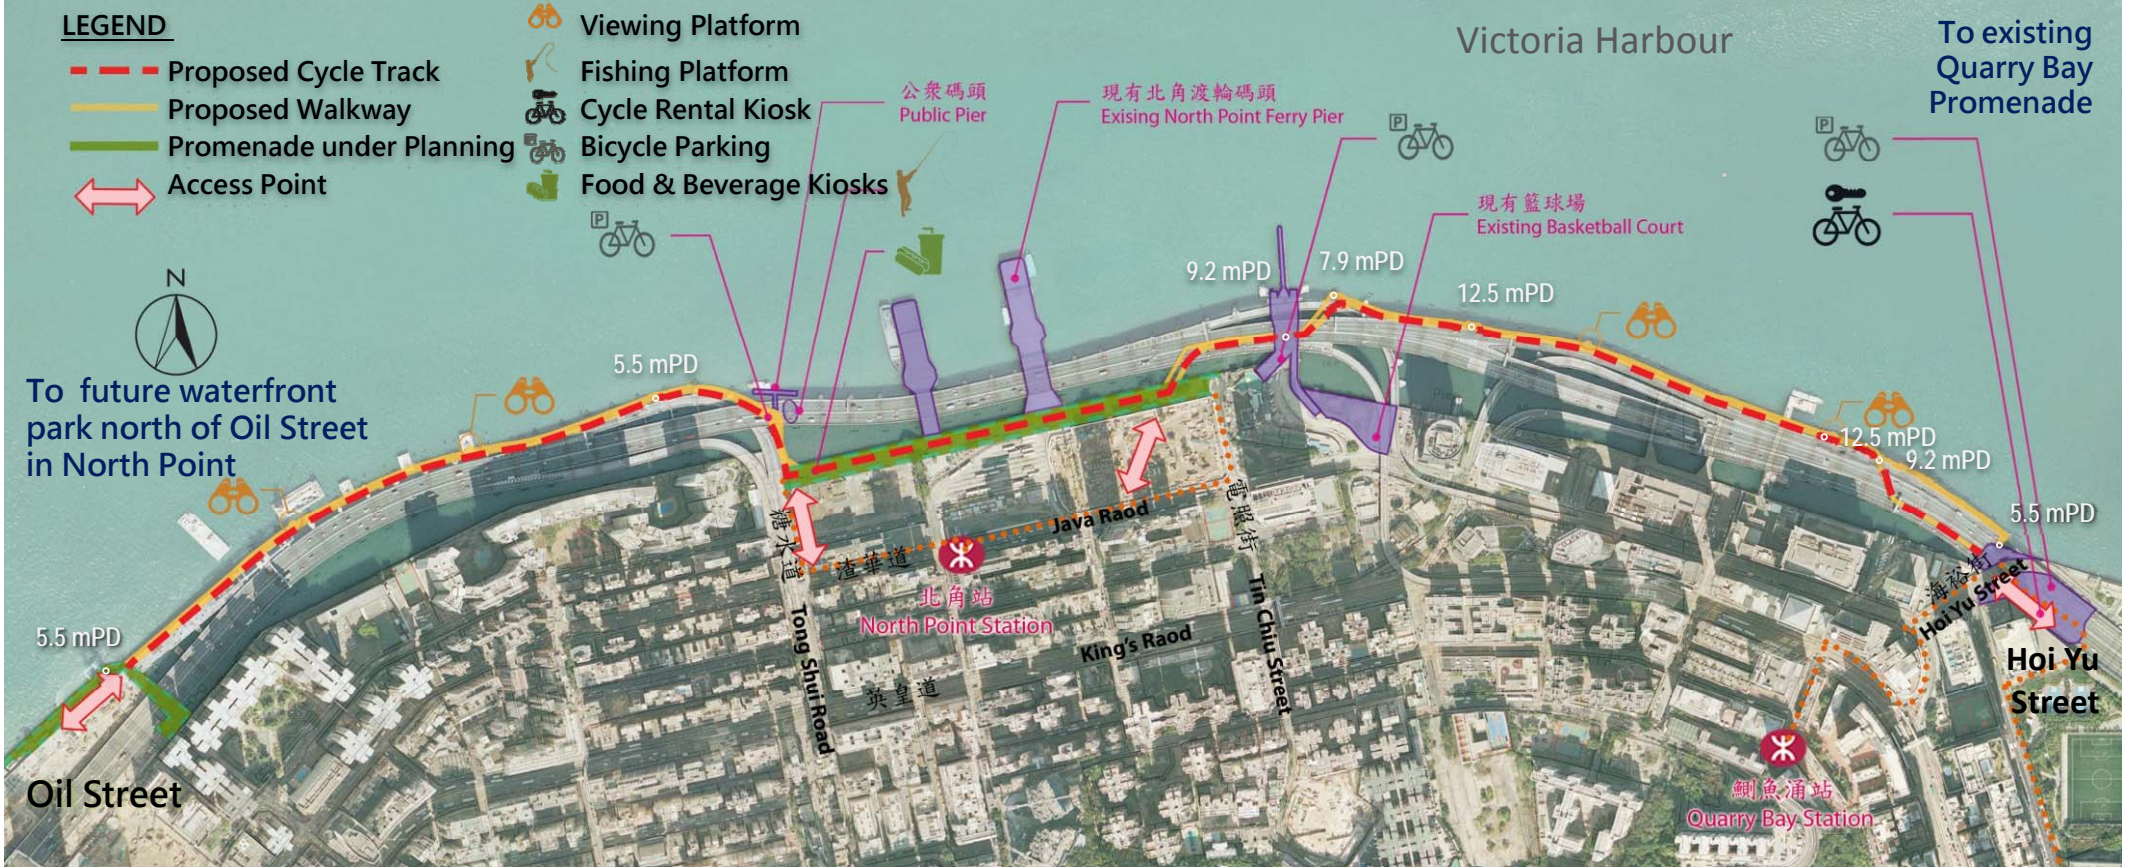 LEGEND
Proposed Cycle Track
Proposed Walkway
Promenade under Planning
Access Point
Viewing Platform
Fishing Platform
Cycle Rental Kiosk
P
Bicycle Parking
Food & Beverage Kiosks
Victoria Harbour
To existing
Quarry Bay
Promenade
公眾碼頭
Public Pier
現有北角渡輪碼頭
Exising North Point Ferry Pier
P
P
P
現有籃球場
Existing Basketball Court
N
To future waterfront
park north of Oil Street
in North Point
5.5 mPD
9.2 mPD
7.9 mPD
12.5 mPD
12.5 mPD
9.2 mPD
5.5 mPD
5.5 mPD
糖水道
渣華道
Java Raod
電照街
北角站
North Point Station
King's Raod
英皇道
Tong Shui Road
Tin Chiu Street
海裕街
Hoi Yu Street
Hoi Yu
Street
鰂魚涌站
Quarry Bay Station
Oil Street